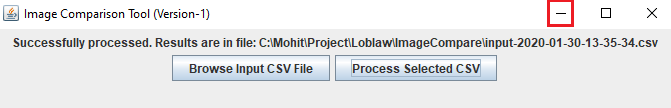 Image Comparison Tool (Version-1)
Successfully processed. Results are in file: C:\Mohit\Project\Loblaw\ImageCompare\input-2020-01-30-13-35-34.csv
Browse Input CSV File
Process Selected CSV